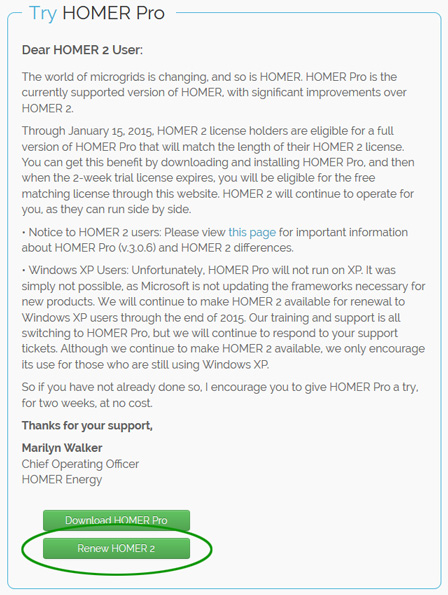 Try HOMER Pro
Dear HOMER 2 User:
The world of microgrids is changing, and so is HOMER. HOMER Pro is the
currently supported version of HOMER, with significant improvements over
HOMER 2.
Through January 15, 2015, HOMER 2 license holders are eligible for a full
version of HOMER Pro that will match the length of their HOMER 2 license.
You can get this benefit by downloading and installing HOMER Pro, and then
when the 2-week trial license expires, you will be eligible for the free
matching license through this website. HOMER 2 will continue to operate for
you, as they can run side by side.
• Notice to HOMER 2 users: Please view this page for important information
about HOMER Pro (v.3.0.6) and HOMER 2 differences.
• Windows XP Users: Unfortunately, HOMER Pro will not run on XP. It was
simply not possible, as Microsoft is not updating the frameworks necessary for
new products. We will continue to make HOMER 2 available for renewal to
Windows XP users through the end of 2015. Our training and support is all
switching to HOMER Pro, but we will continue to respond to your support
tickets. Although we continue to make HOMER 2 available, we only encourage
its use for those who are still using Windows XP.
So if you have not already done so, I encourage you to give HOMER Pro a try,
for two weeks, at no cost.
Thanks for your support,
Marilyn Walker
Chief Operating Officer
HOMER Energy
Download HOMER Pro
Renew HOMER 2